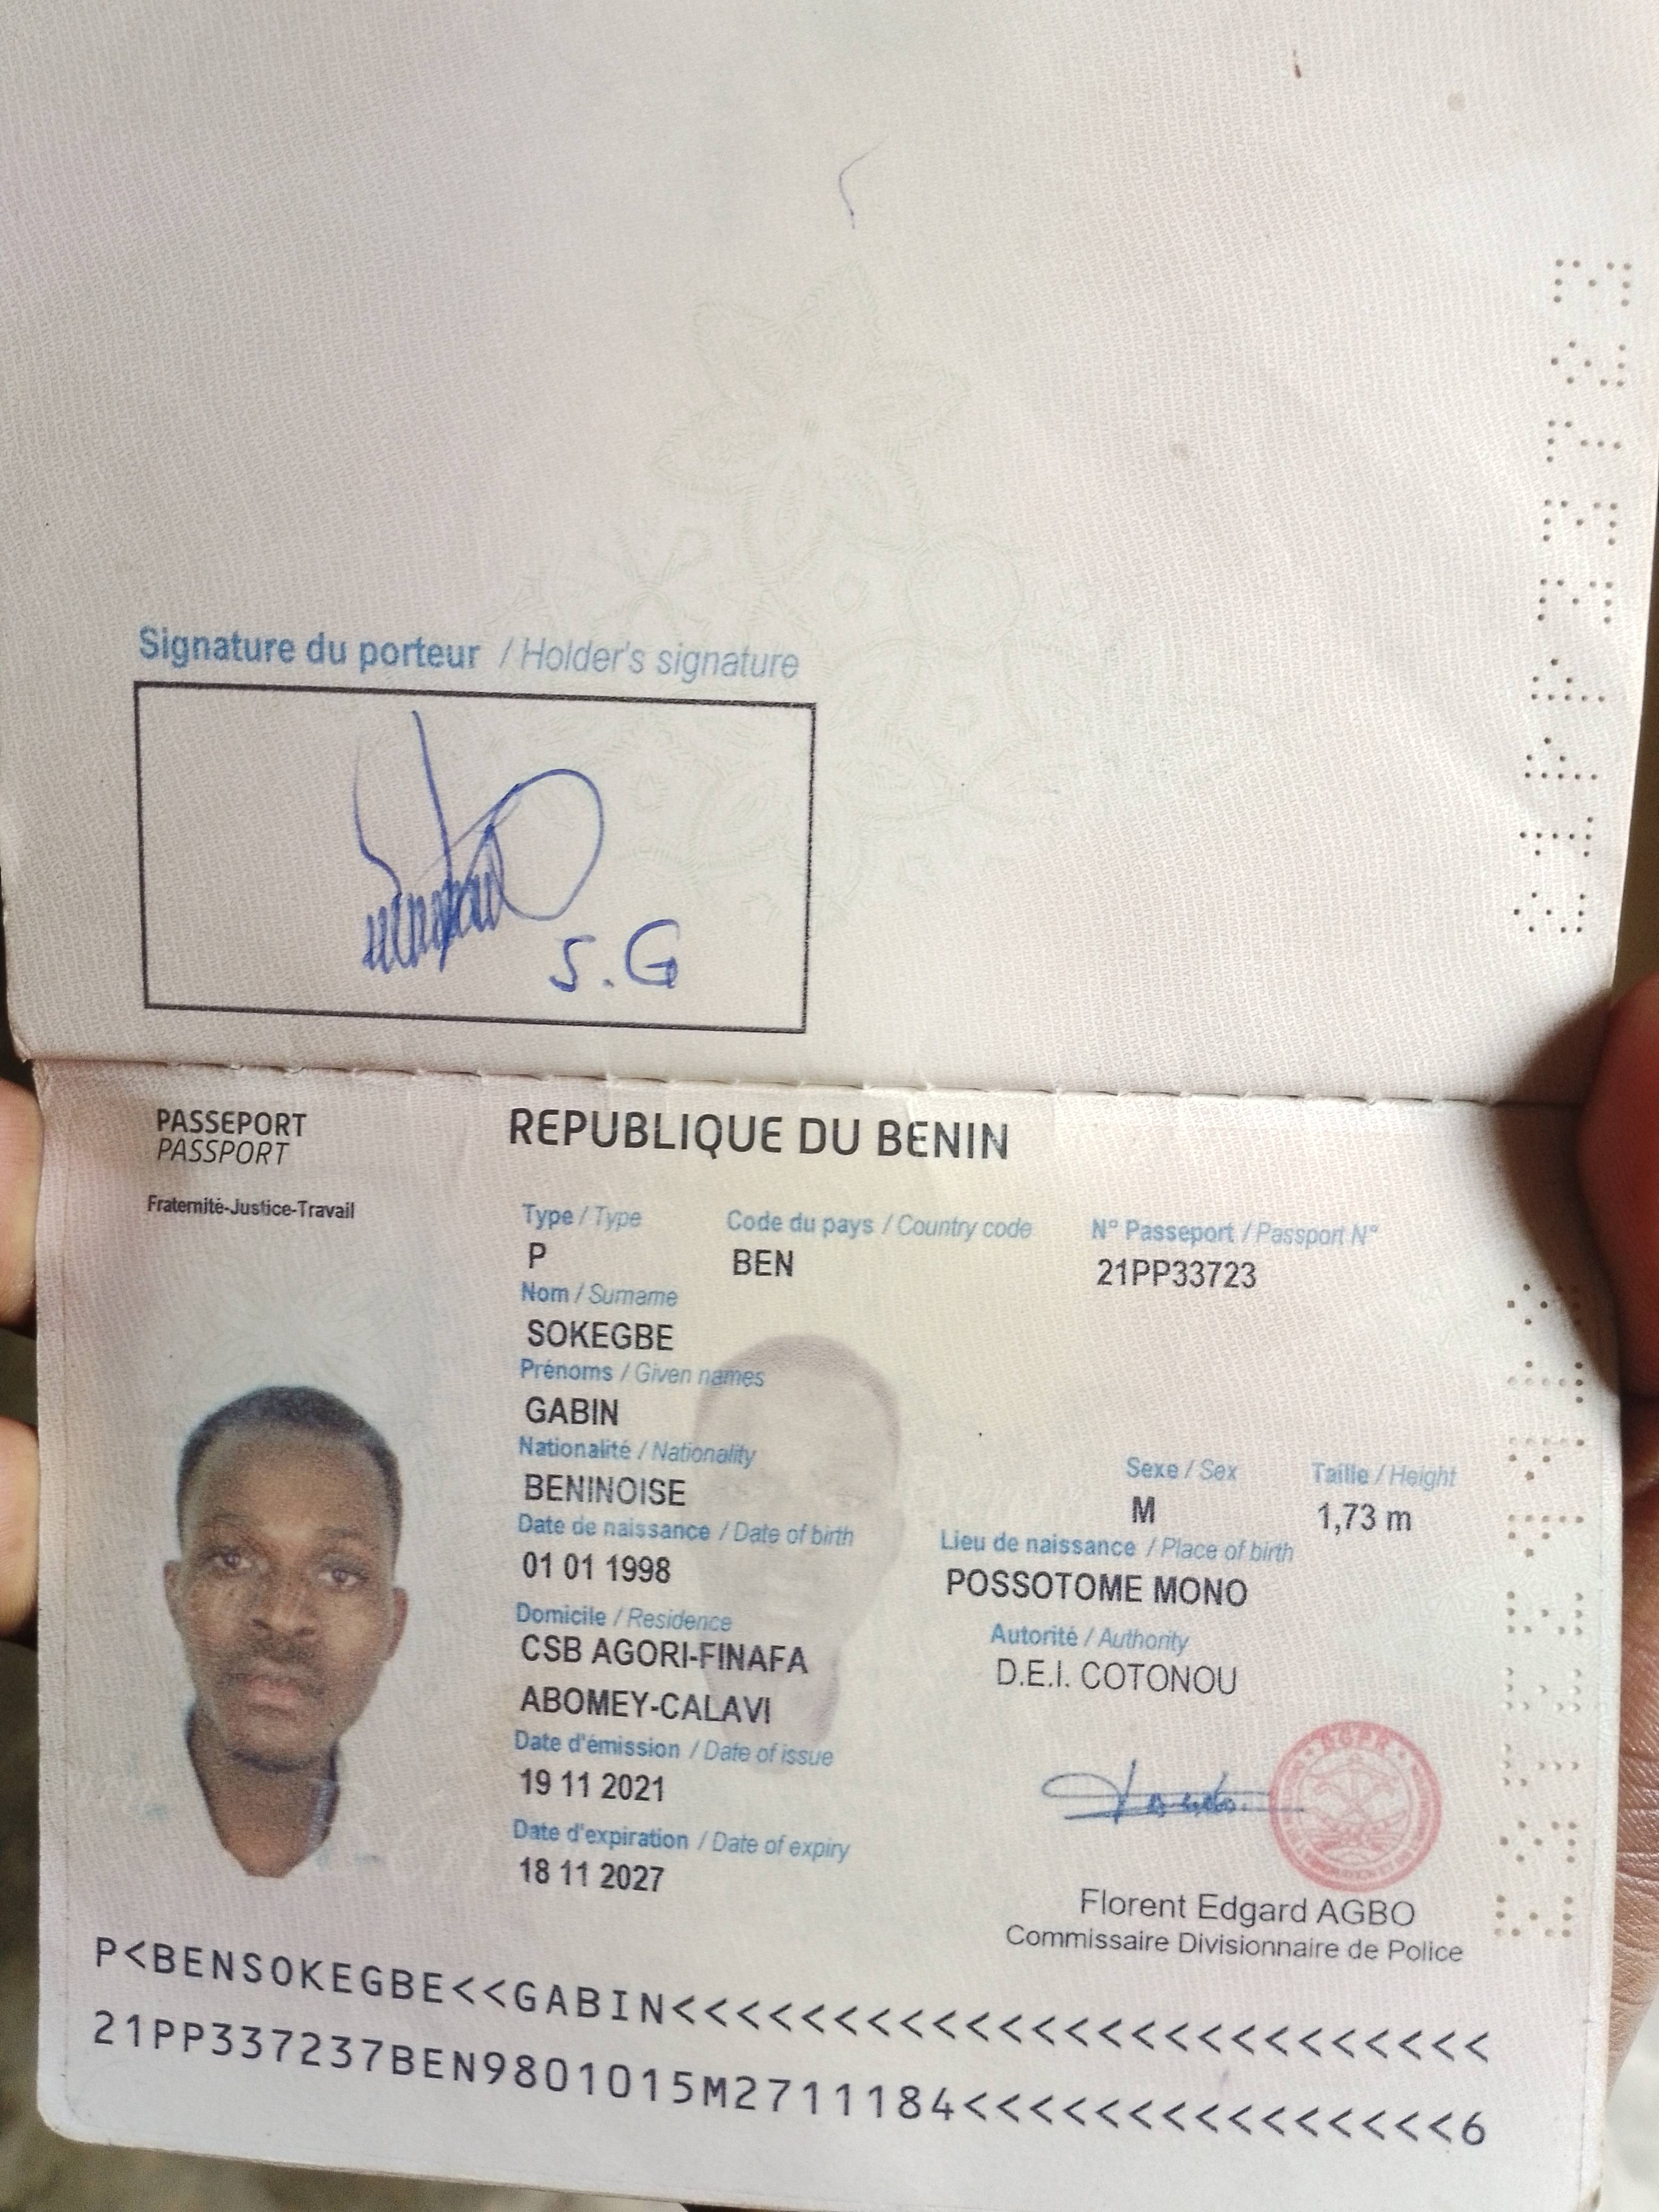 Signature du porteur / Holder's signature
S.G
PASSEPORT
PASSPORT
REPUBLIQUE DU BENIN
Fraternité-Justice-Travail
Type / Type
Code du pays / Country code
N° Passeport / Passport N°
P
BEN
21PP33723
Nom / Surname
SOKEGBE
Prénoms / Given names
GABIN
Nationalité / Nationality
BENINOISE
Sexe / Sex
Taille / Height
M
1,73 m
Date de naissance / Date of birth
01 01 1998
Lieu de naissance / Place of birth
POSSOTOME MONO
Domicile / Residence
CSB AGORI-FINAFA
ABOMEY-CALAVI
Autorité / Authority
D.E.I. COTONOU
Date d'émission / Date of issue
19 11 2021
Date d'expiration / Date of expiry
18 11 2027
Florent Edgard AGBO
Commissaire Divisionnaire de Police
P<BENSOKEGBE<<GABIN<<<<<<<<<<<<<<<<<<<<<<<<<
21PP337237BEN9801015M2711184<<<<<<<<<<<<<<<6